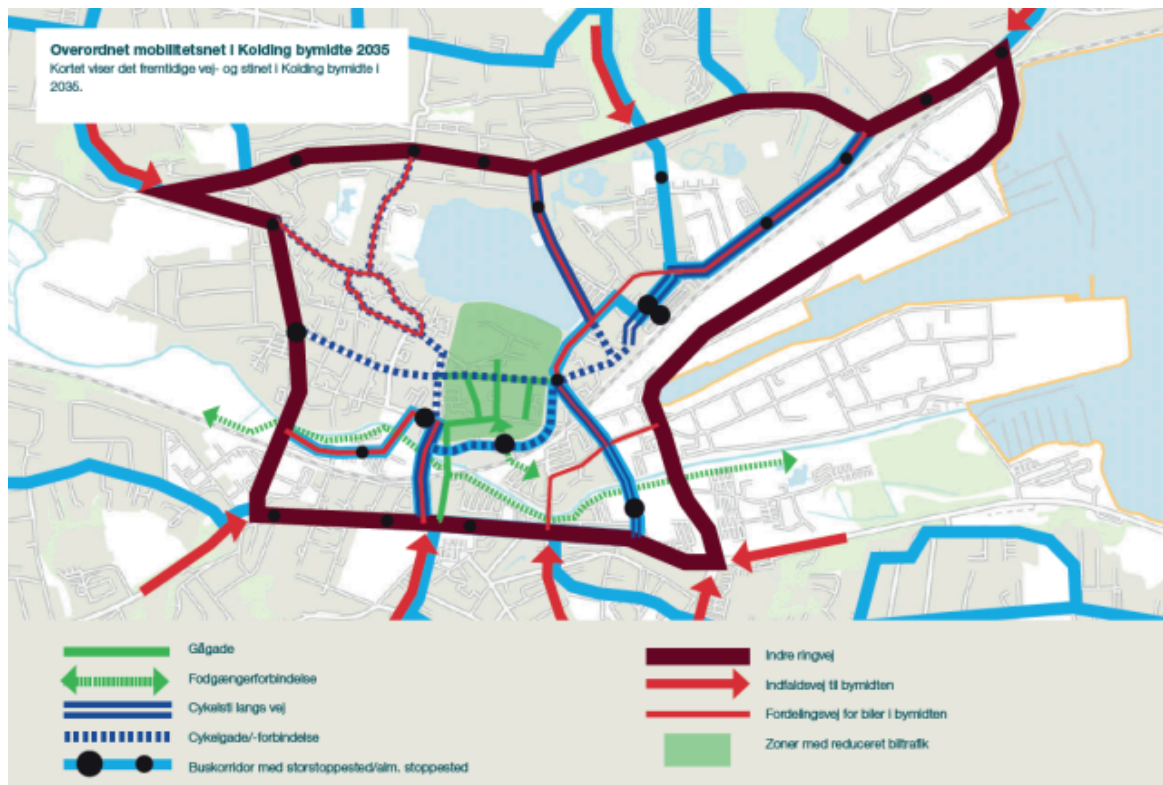 Overordnet mobilitetsnet i Kolding bymidte 2035
Kortet viser det fremtidige vej- og stinet i Kolding bymidte i
2035.
Gågade
Fodgængerforbindelse
Cykelsti langs vej
Cykelgade/-forbindelse
Buskorridor med storstoppested/alm. stoppested
Indre ringvej
Indfaldsvej til bymidten
Fordelingsvej for biler i bymidten
Zoner med reduceret biltrafik